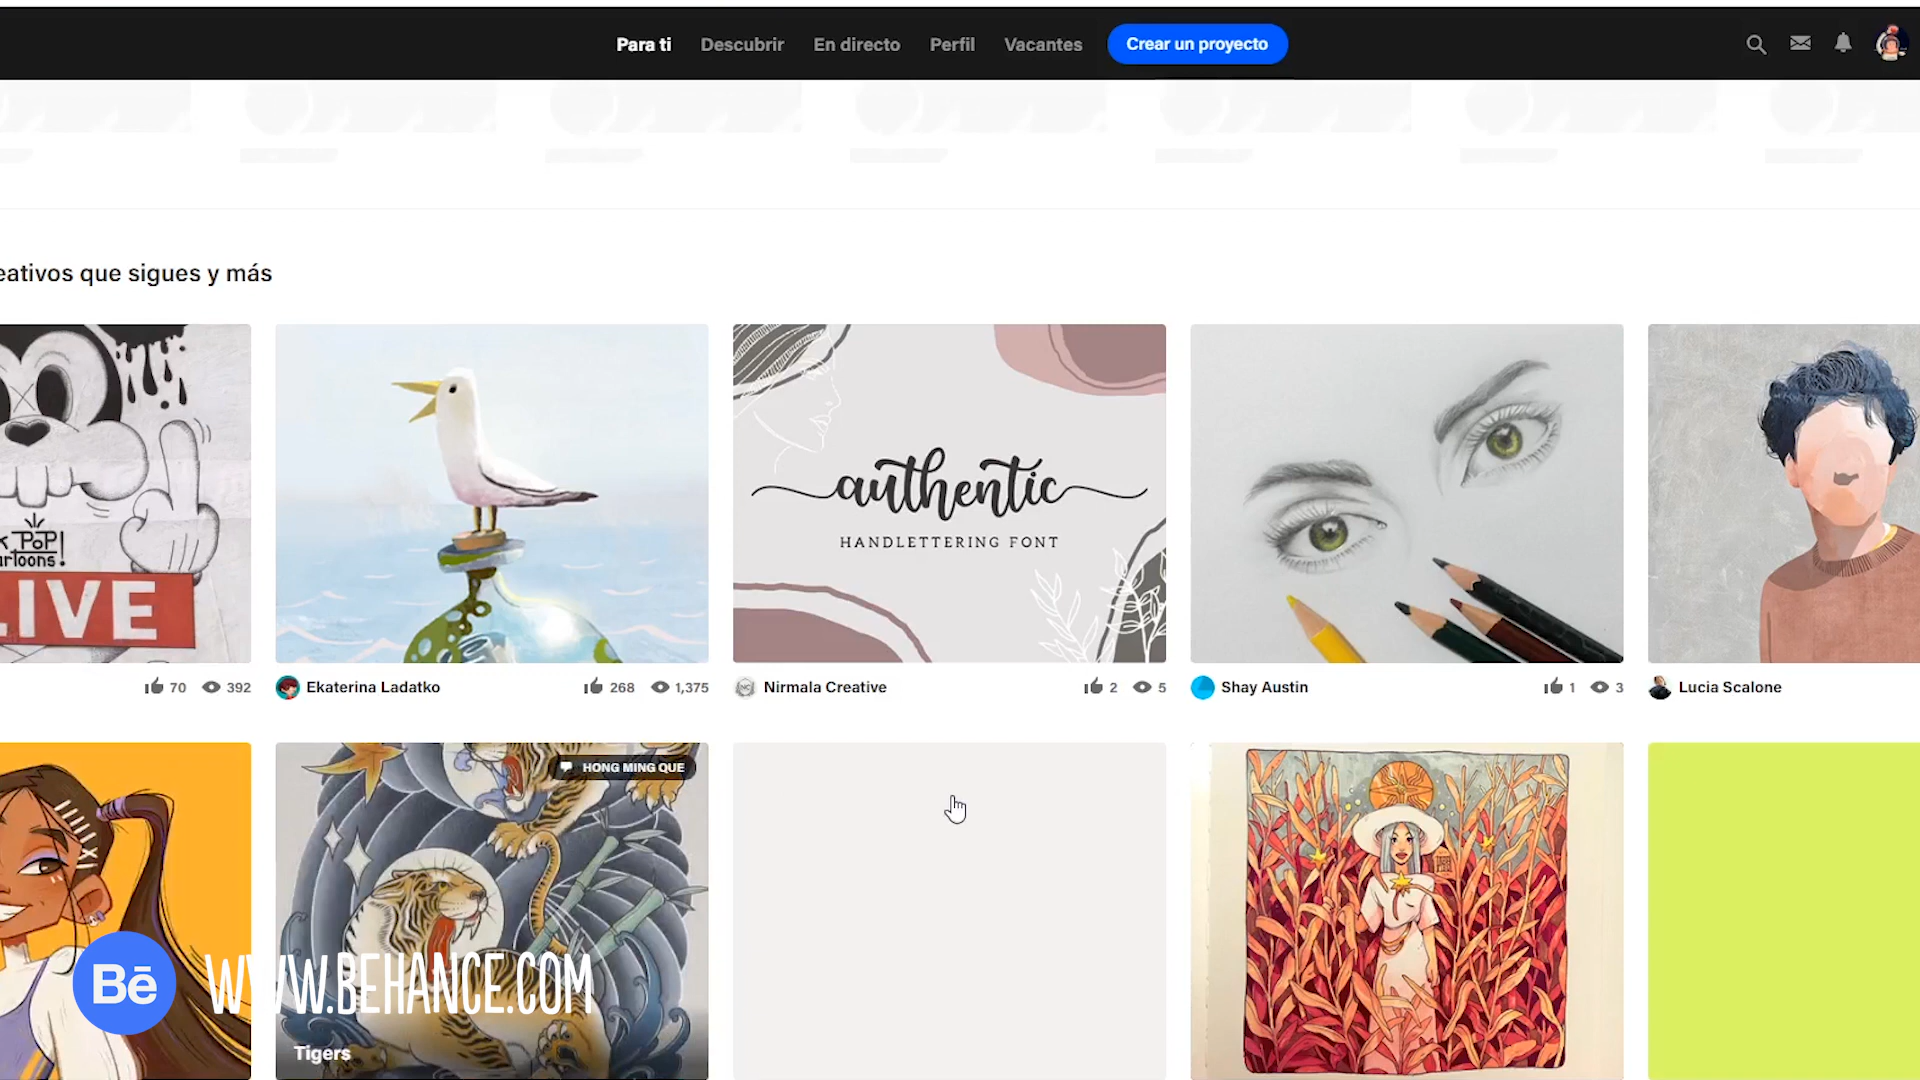 Para ti Descubrir En directo Perfil Vacantes Crear un proyecto
eativos que sigues y más
k POP!
artoons!
LIVE
authentic
HANDLETTERING FONT
70 392
Ekaterina Ladatko 268 1,375
Nirmala Creative 2 5
Shay Austin 1 3
Lucia Scalone
HONG MING QUE
Bē WWW.BEHANCE.COM
Tigers